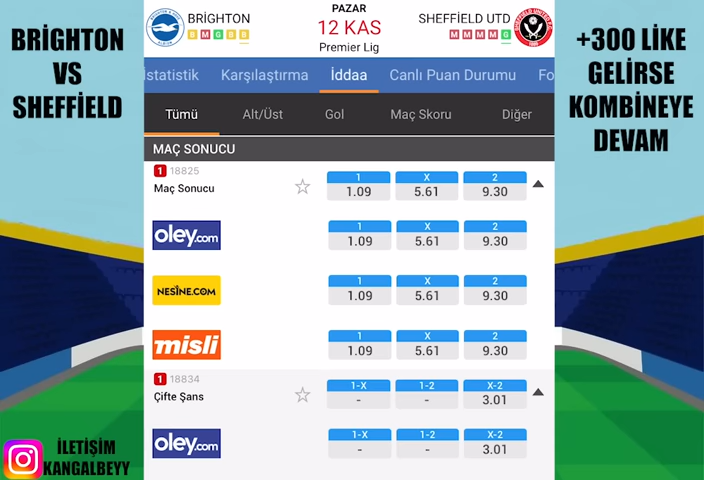 BRİGHTON
VS
SHEFFİELD
BRİGHTON
B M G B B
PAZAR
12 KAS
Premier Lig
SHEFFİELD UTD
M M M M G
+300 LİKE
GELİRSE
KOMBİNEYE
DEVAM
İstatistik Karşılaştırma İddaa Canlı Puan Durumu Fo
Tümü Alt/Üst Gol Maç Skoru Diğer
MAÇ SONUCU
1 18825
Maç Sonucu
1 X 2
1.09 5.61 9.30
oley.com
1 X 2
1.09 5.61 9.30
NESİNE.COM
1 X 2
1.09 5.61 9.30
misli
1 X 2
1.09 5.61 9.30
1 18834
Çifte Şans
1-X 1-2 X-2
- - 3.01
oley.com
1-X 1-2 X-2
- - 3.01
İLETİŞİM
KANGALBEYY